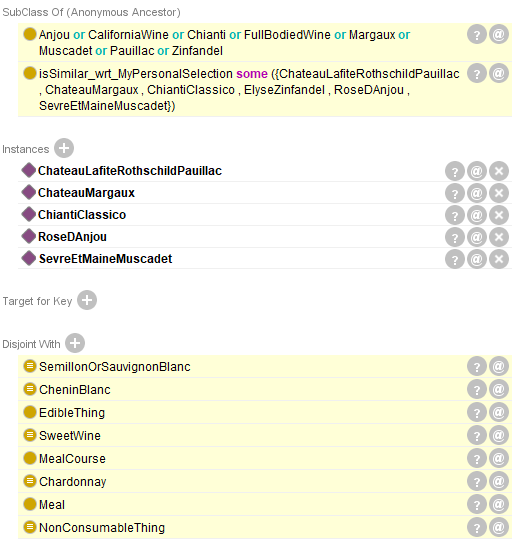 SubClass Of (Anonymous Ancestor)
Anjou or CaliforniaWine or Chianti or FullBodiedWine or Margaux or
Muscadet or Pauillac or Zinfandel
isSimilar_wrt_MyPersonalSelection some ({ChateauLafiteRothschildPauillac
, ChateauMargaux , ChiantiClassico , ElyseZinfandel , RoseDAnjou ,
SevreEtMaineMuscadet})
Instances
ChateauLafiteRothschildPauillac
ChateauMargaux
ChiantiClassico
RoseDAnjou
SevreEtMaineMuscadet
Target for Key
Disjoint With
SemillonOrSauvignonBlanc
CheninBlanc
EdibleThing
SweetWine
MealCourse
Chardonnay
Meal
NonConsumableThing